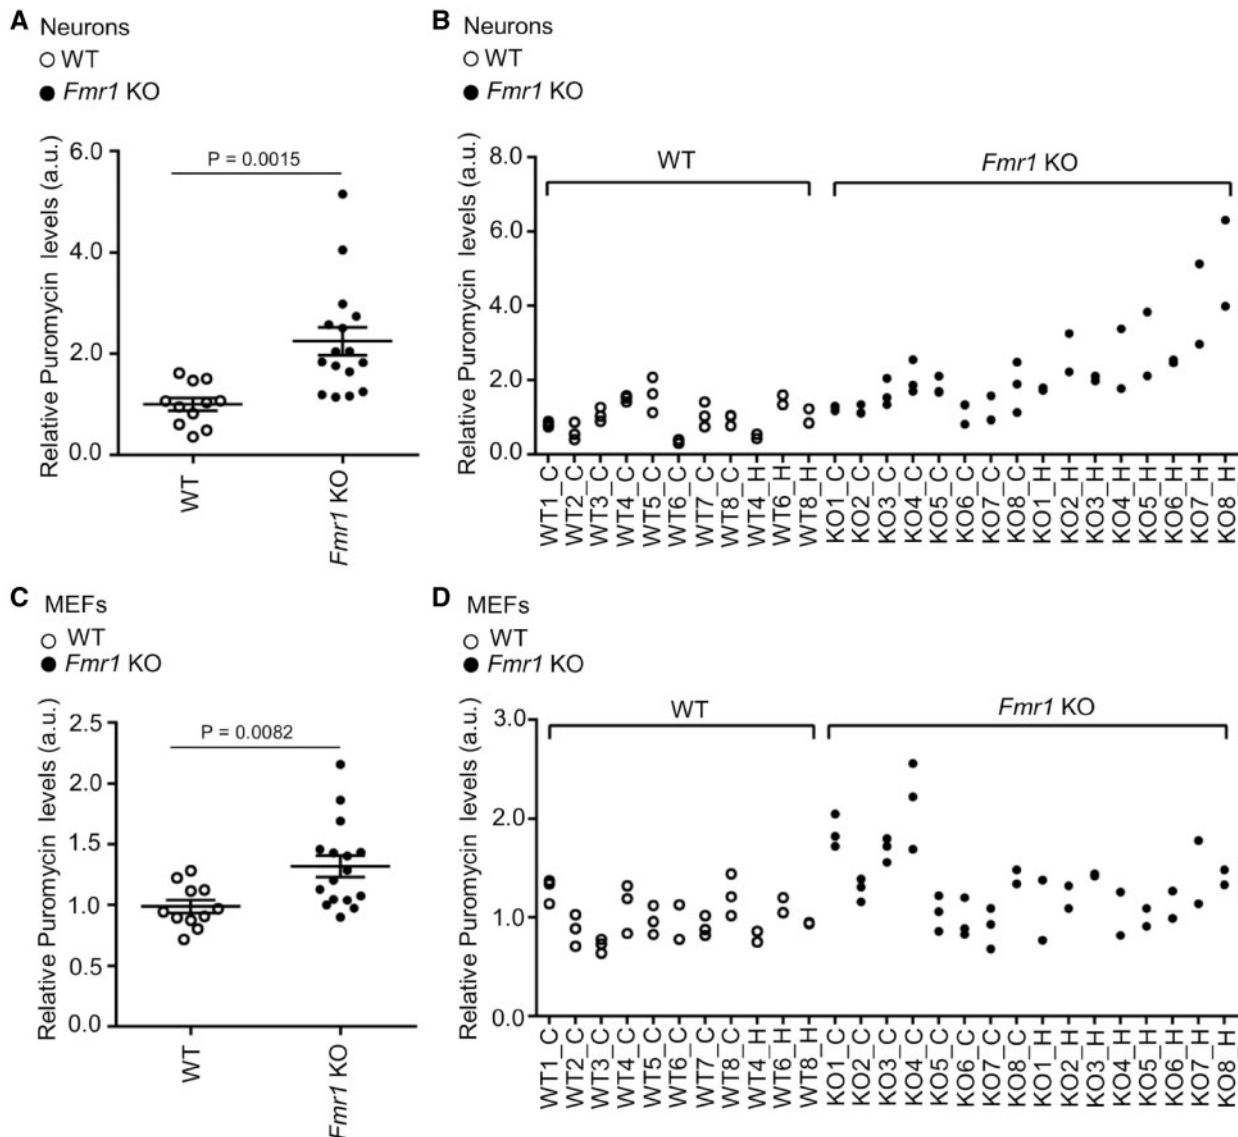 A Neurons
WT
Fmr1 KO
Relative Puromycin levels (a.u.)
6.0
4.0
2.0
0.0
P = 0.0015
WT
Fmr1 KO
B Neurons
WT
Fmr1 KO
Relative Puromycin levels (a.u.)
8.0
6.0
4.0
2.0
0.0
WT
Fmr1 KO
WT1_C
WT2_C
WT3_C
WT4_C
WT5_C
WT6_C
WT7_C
WT8_C
WT4_H
WT6_H
WT8_H
KO1_C
KO2_C
KO3_C
KO4_C
KO5_C
KO6_C
KO7_C
KO8_C
KO1_H
KO2_H
KO3_H
KO4_H
KO5_H
KO6_H
KO7_H
KO8_H
C MEFs
WT
Fmr1 KO
Relative Puromycin levels (a.u.)
2.5
2.0
1.5
1.0
0.5
0.0
P = 0.0082
WT
Fmr1 KO
D MEFs
WT
Fmr1 KO
Relative Puromycin levels (a.u.)
3.0
2.0
1.0
0.0
WT
Fmr1 KO
WT1_C
WT2_C
WT3_C
WT4_C
WT5_C
WT6_C
WT7_C
WT8_C
WT4_H
WT6_H
WT8_H
KO1_C
KO2_C
KO3_C
KO4_C
KO5_C
KO6_C
KO7_C
KO8_C
KO1_H
KO2_H
KO3_H
KO4_H
KO5_H
KO6_H
KO7_H
KO8_H